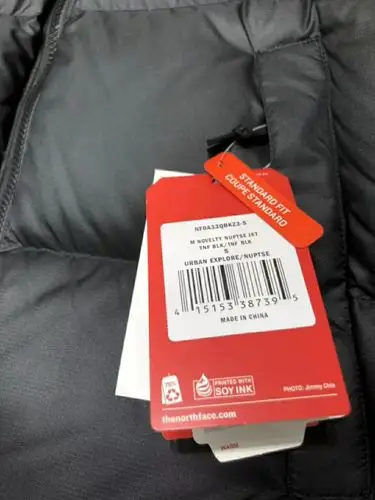 STANDARD FIT
COUPE STANDARD
NF0A33QBKZ3-S
M NOVELTY NUPTSE JKT
TNF BLK/TNF BLK
S
URBAN EXPLORE/NUPTSE
4 15153 38739 5
MADE IN CHINA
PRINTED WITH
SOY INK
PHOTO: Jimmy Chin
thenorthface.com
WARM